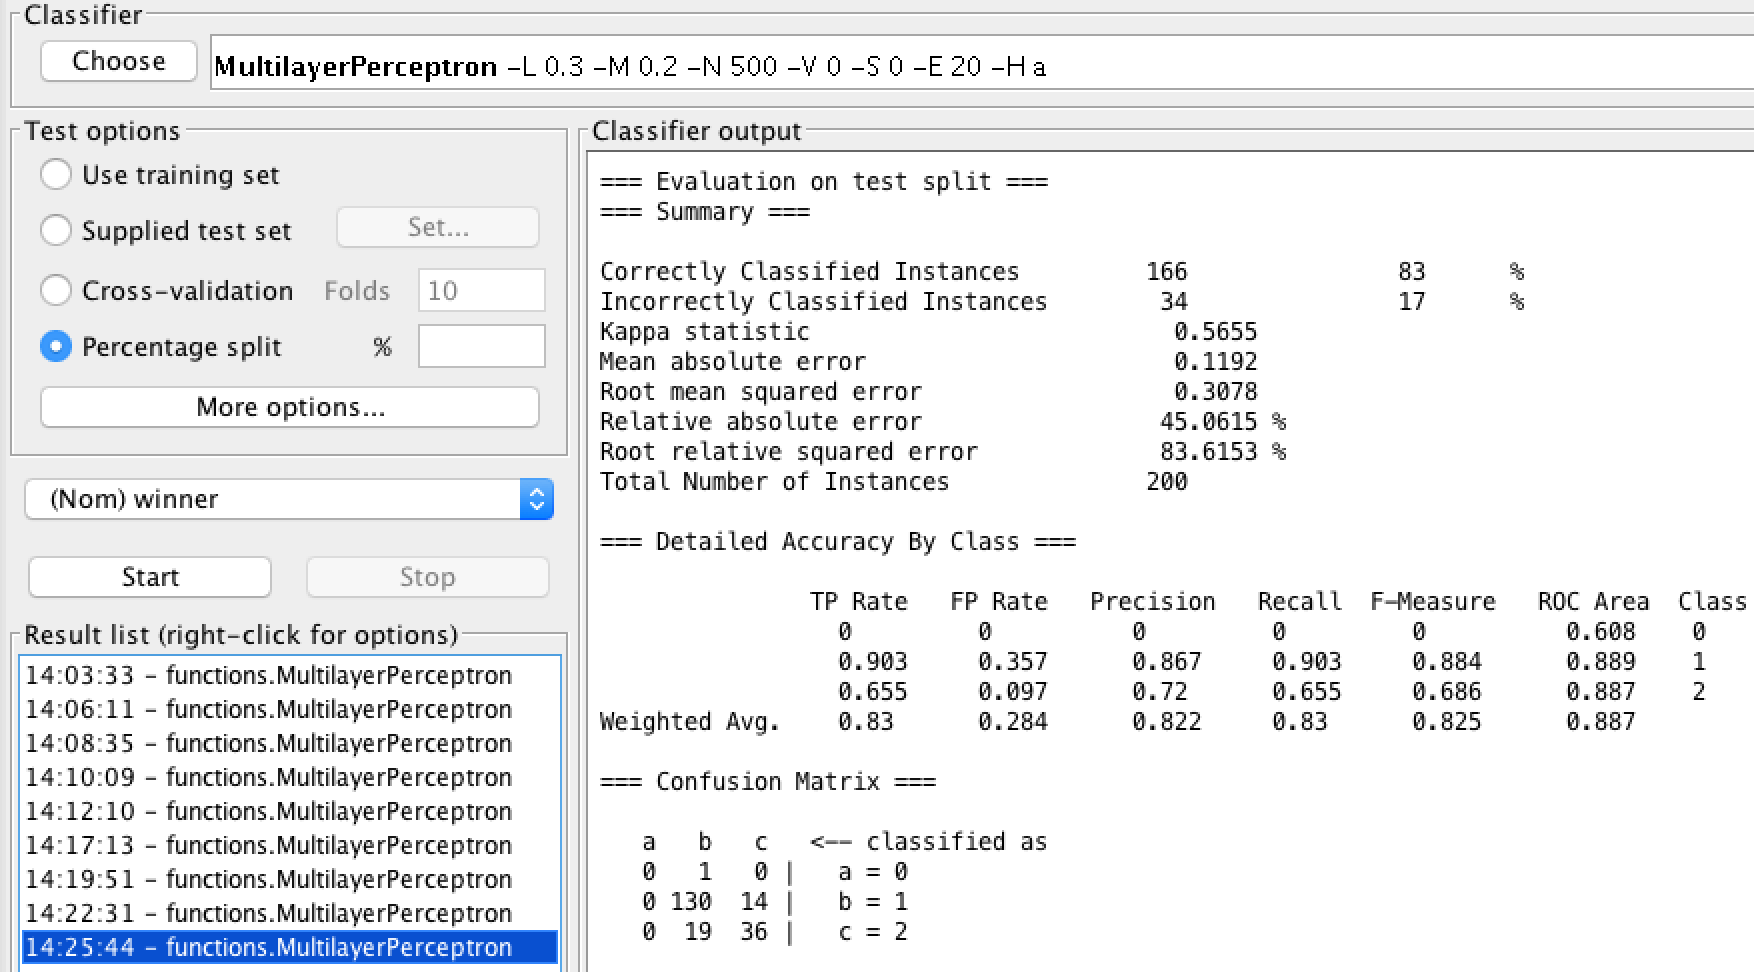 Classifier
Choose
MultilayerPerceptron –L 0.3 –M 0.2 –N 500 –V 0 –S 0 –E 20 –H a
Test options
Use training set
Supplied test set Set...
Cross-validation Folds 10
Percentage split %
More options...
(Nom) winner
Start Stop
Result list (right-click for options)
14:03:33 – functions.MultilayerPerceptron
14:06:11 – functions.MultilayerPerceptron
14:08:35 – functions.MultilayerPerceptron
14:10:09 – functions.MultilayerPerceptron
14:12:10 – functions.MultilayerPerceptron
14:17:13 – functions.MultilayerPerceptron
14:19:51 – functions.MultilayerPerceptron
14:22:31 – functions.MultilayerPerceptron
14:25:44 – functions.MultilayerPerceptron
Classifier output
=== Evaluation on test split ===
=== Summary ===
Correctly Classified Instances 166 83 %
Incorrectly Classified Instances 34 17 %
Kappa statistic 0.5655
Mean absolute error 0.1192
Root mean squared error 0.3078
Relative absolute error 45.0615 %
Root relative squared error 83.6153 %
Total Number of Instances 200
=== Detailed Accuracy By Class ===
TP Rate FP Rate Precision Recall F-Measure ROC Area Class
0 0 0 0 0 0.608 0
0.903 0.357 0.867 0.903 0.884 0.889 1
0.655 0.097 0.72 0.655 0.686 0.887 2
Weighted Avg. 0.83 0.284 0.822 0.83 0.825 0.887
=== Confusion Matrix ===
a b c <-- classified as
0 1 0 | a = 0
0 130 14 | b = 1
0 19 36 | c = 2